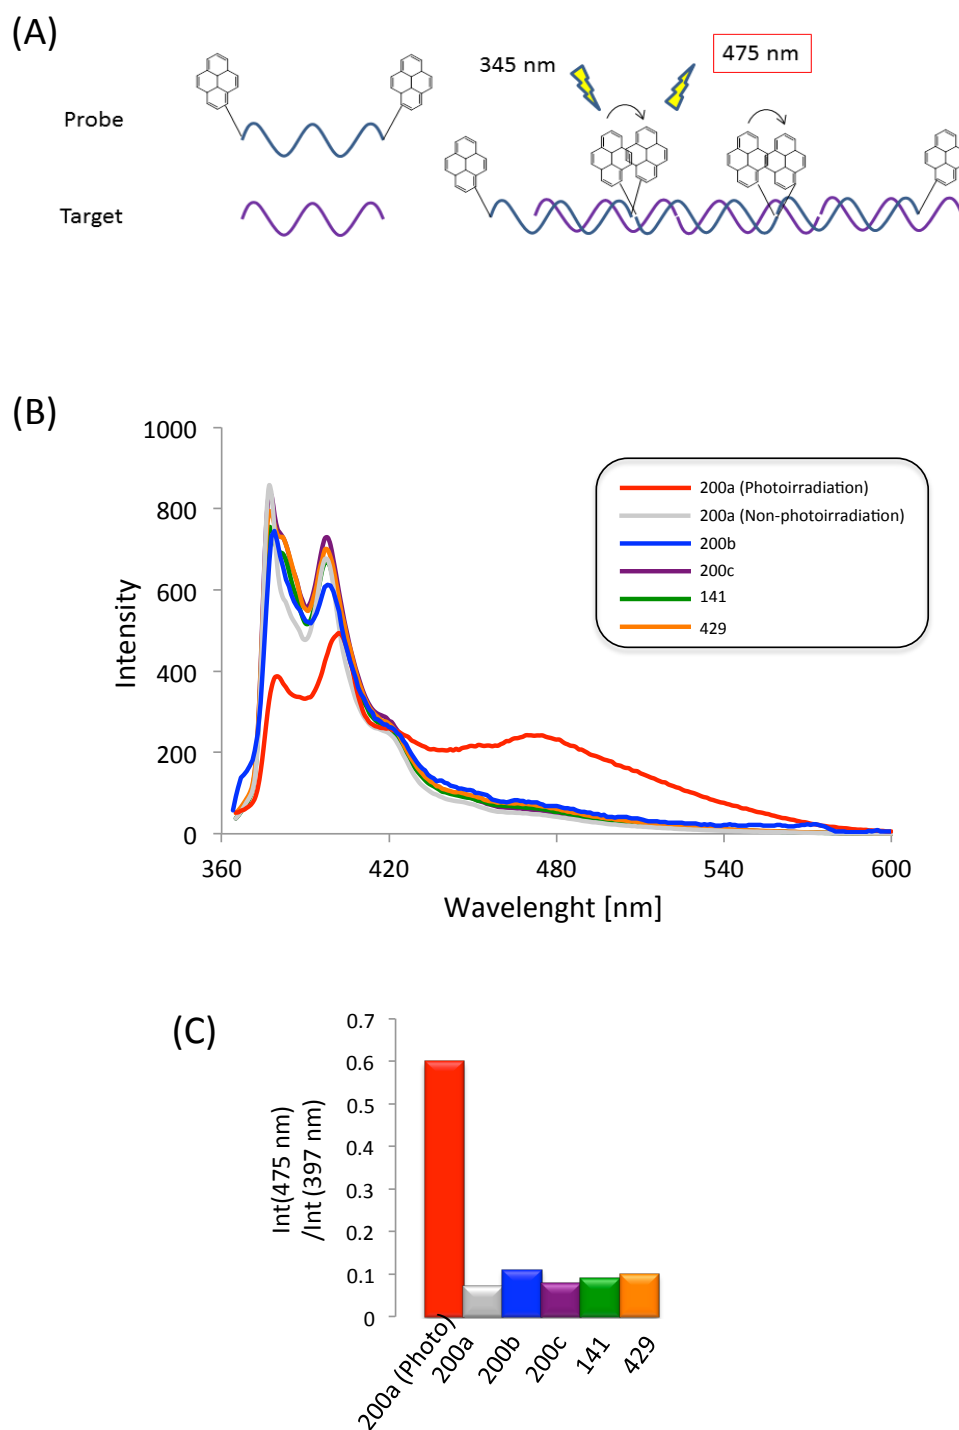 (A)
345 nm
475 nm
Probe
Target
(B)
1000
800
600
400
200
0
Intensity
360
420
480
540
600
Wavelenght [nm]
200a (Photoirradiation)
200a (Non-photoirradiation)
200b
200c
141
429
(C)
0.7
0.6
0.5
0.4
0.3
0.2
0.1
0
Int(475 nm)
/Int (397 nm)
200a (Photo)
200a
200b
200c
141
429